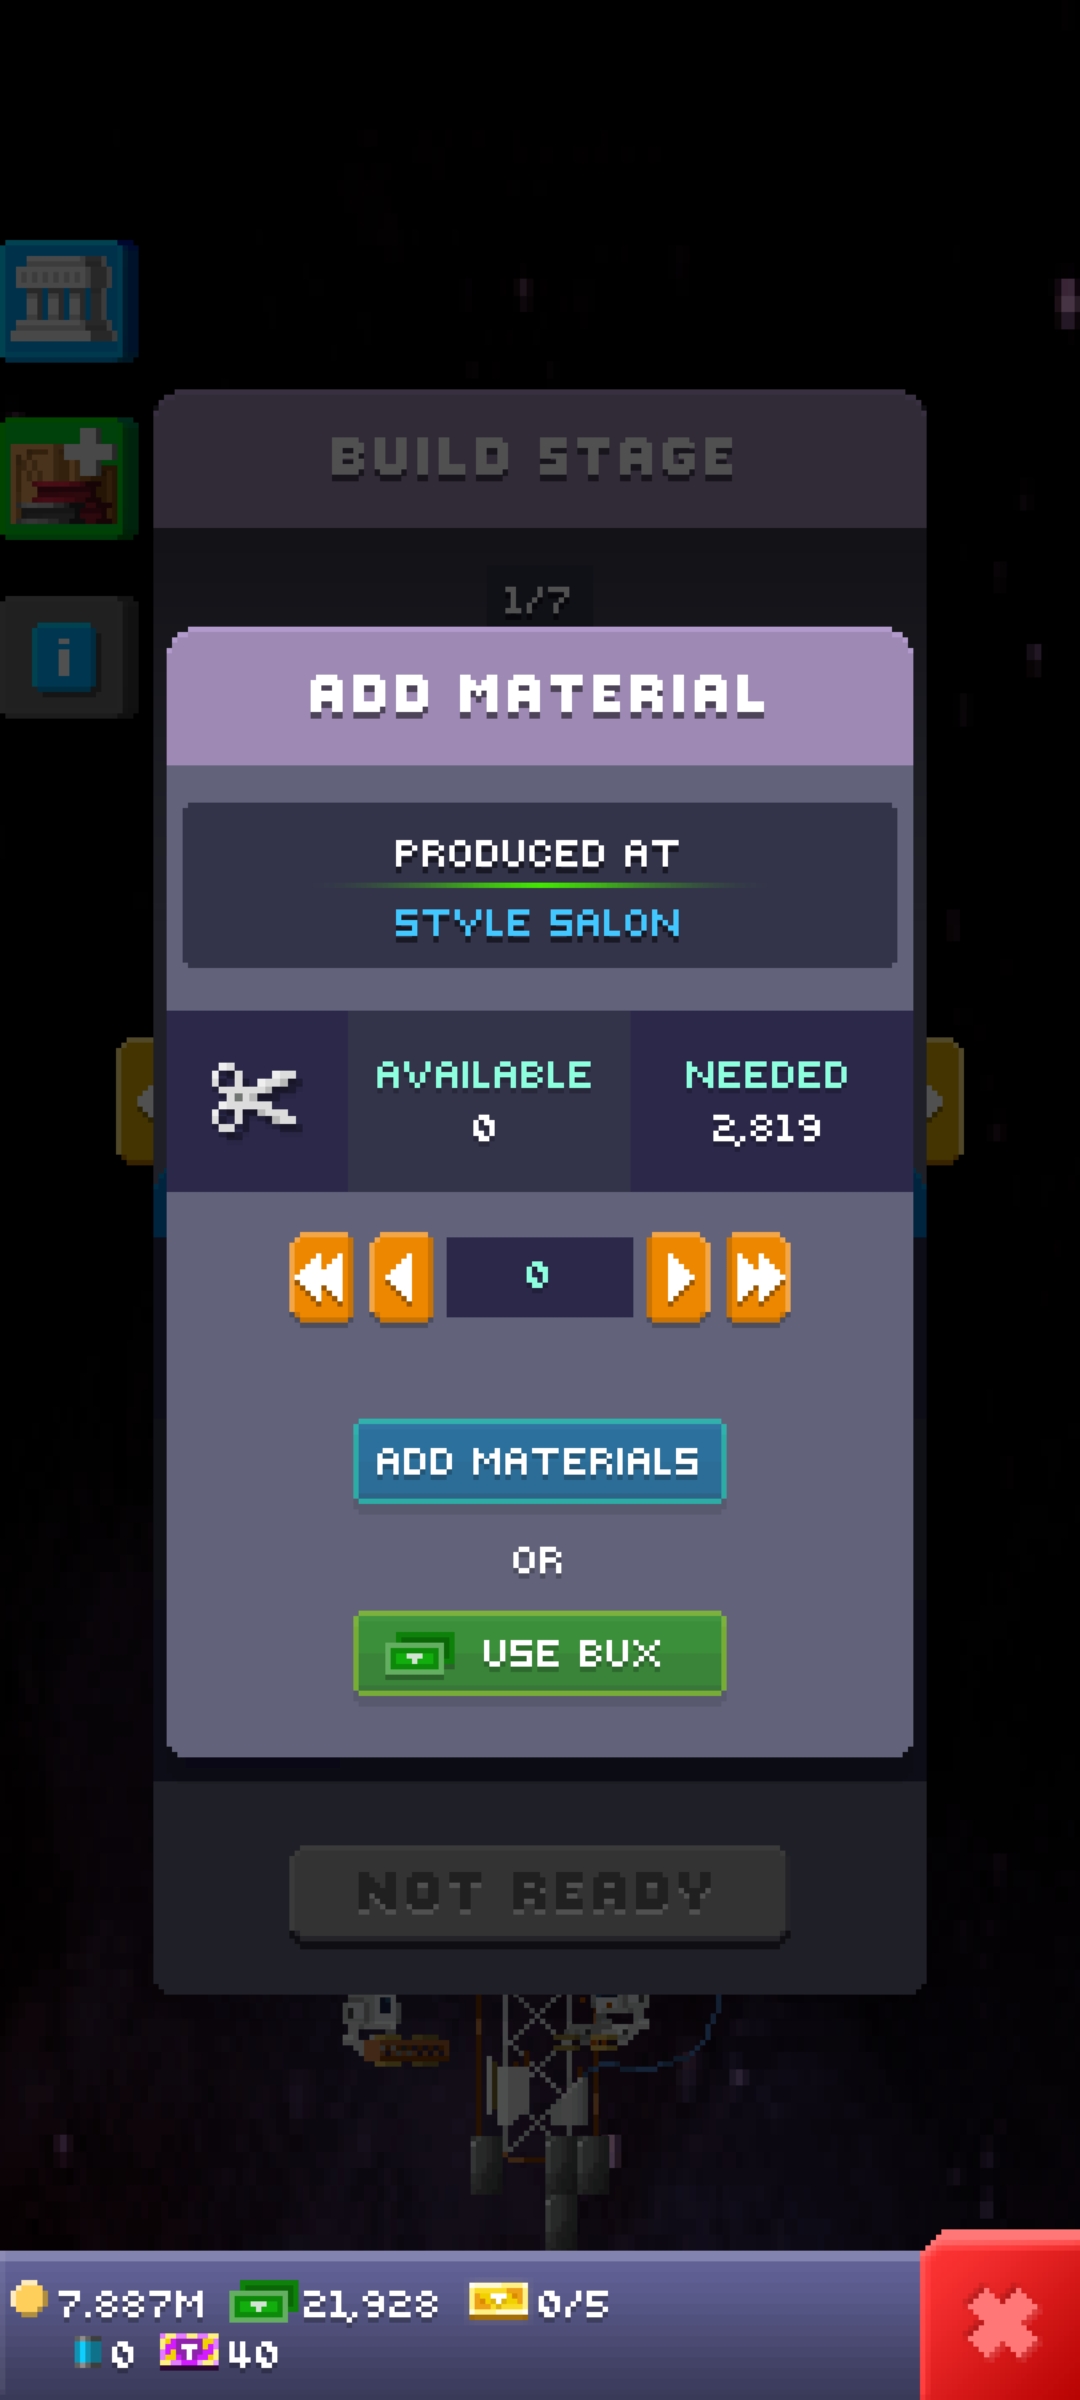 BUILD STAGE
1/7
ADD MATERIAL
PRODUCED AT
STYLE SALON
AVAILABLE
0
NEEDED
2,819
0
ADD MATERIALS
OR
USE BUX
NOT READY
7.887M 21,928 0/5
0 40